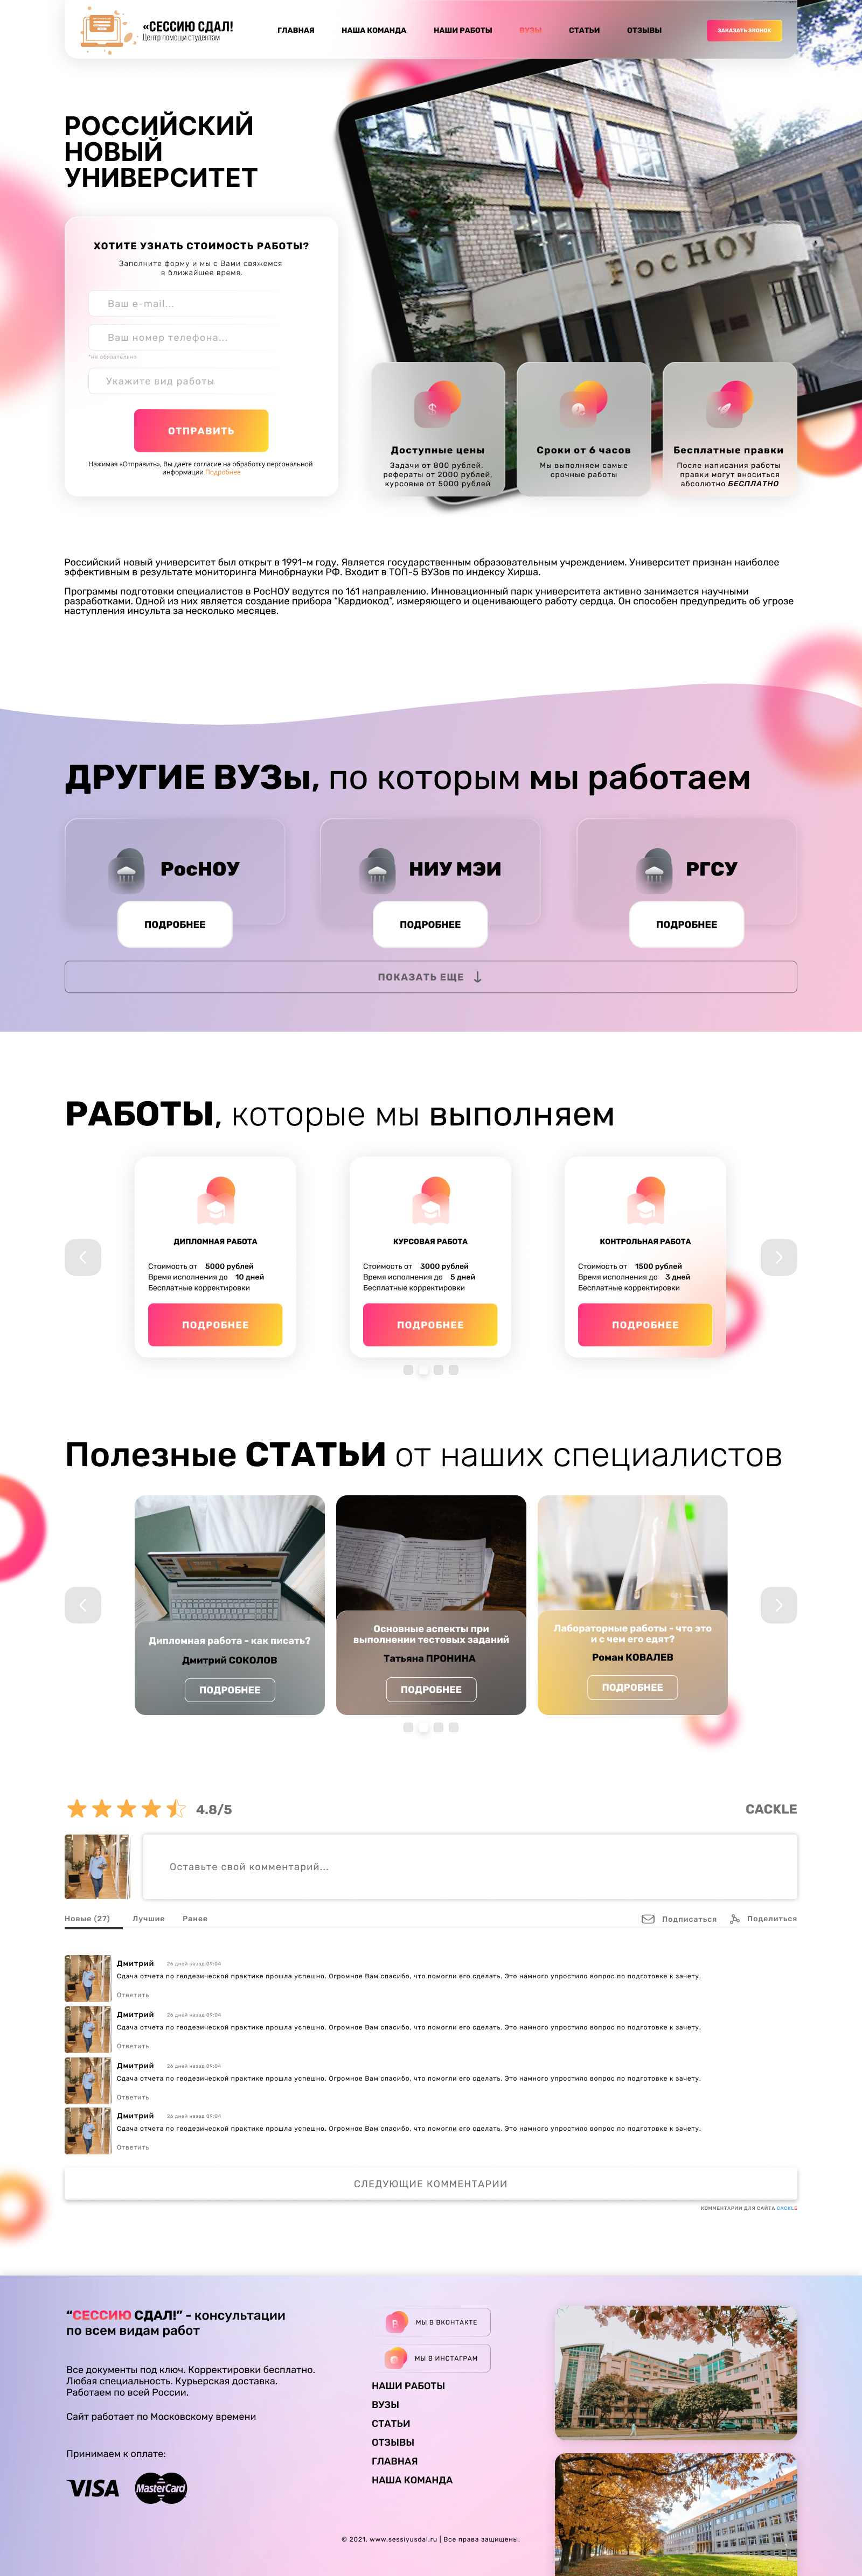 «СЕССИЮ СДАЛ!
Центр помощи студентам
ГЛАВНАЯ
НАША КОМАНДА
НАШИ РАБОТЫ
ВУЗЫ
СТАТЬИ
ОТЗЫВЫ
ЗАКАЗАТЬ ЗВОНОК
РОССИЙСКИЙ
НОВЫЙ
УНИВЕРСИТЕТ
РосНОУ
ХОТИТЕ УЗНАТЬ СТОИМОСТЬ РАБОТЫ?
Заполните форму и мы с Вами свяжемся
в ближайшее время.
Ваш e-mail...
Ваш номер телефона...
*не обязательно
Укажите вид работы
ОТПРАВИТЬ
Нажимая «Отправить», Вы даете согласие на обработку персональной
информации Подробнее
Доступные цены
Задачи от 800 рублей,
рефераты от 2000 рублей,
курсовые от 5000 рублей
Сроки от 6 часов
Мы выполняем самые
срочные работы
Бесплатные правки
После написания работы
правки могут вноситься
абсолютно БЕСПЛАТНО
Российский новый университет был открыт в 1991-м году. Является государственным образовательным учреждением. Университет признан наиболее
эффективным в результате мониторинга Минобрнауки РФ. Входит в ТОП-5 ВУЗов по индексу Хирша.
Программы подготовки специалистов в РосНОУ ведутся по 161 направлению. Инновационный парк университета активно занимается научными
разработками. Одной из них является создание прибора “Кардиокод”, измеряющего и оценивающего работу сердца. Он способен предупредить об угрозе
наступления инсульта за несколько месяцев.
ДРУГИЕ ВУЗы, по которым мы работаем
РосНОУ
ПОДРОБНЕЕ
НИУ МЭИ
ПОДРОБНЕЕ
РГСУ
ПОДРОБНЕЕ
ПОКАЗАТЬ ЕЩЕ
РАБОТЫ, которые мы выполняем
ДИПЛОМНАЯ РАБОТА
Стоимость от 5000 рублей
Время исполнения до 10 дней
Бесплатные корректировки
ПОДРОБНЕЕ
КУРСОВАЯ РАБОТА
Стоимость от 3000 рублей
Время исполнения до 5 дней
Бесплатные корректировки
ПОДРОБНЕЕ
КОНТРОЛЬНАЯ РАБОТА
Стоимость от 1500 рублей
Время исполнения до 3 дней
Бесплатные корректировки
ПОДРОБНЕЕ
Полезные СТАТЬИ от наших специалистов
Дипломная работа - как писать?
Дмитрий СОКОЛОВ
ПОДРОБНЕЕ
Основные аспекты при
выполнении тестовых заданий
Татьяна ПРОНИНА
ПОДРОБНЕЕ
Лабораторные работы - что это
и с чем его едят?
Роман КОВАЛЕВ
ПОДРОБНЕЕ
4.8/5
CACKLE
Оставьте свой комментарий...
Новые (27)
Лучшие
Ранее
Подписаться
Поделиться
Дмитрий 26 дней назад 09:04
Сдача отчета по геодезической практике прошла успешно. Огромное Вам спасибо, что помогли его сделать. Это намного упростило вопрос по подготовке к зачету.
Ответить
Дмитрий 26 дней назад 09:04
Сдача отчета по геодезической практике прошла успешно. Огромное Вам спасибо, что помогли его сделать. Это намного упростило вопрос по подготовке к зачету.
Ответить
Дмитрий 26 дней назад 09:04
Сдача отчета по геодезической практике прошла успешно. Огромное Вам спасибо, что помогли его сделать. Это намного упростило вопрос по подготовке к зачету.
Ответить
Дмитрий 26 дней назад 09:04
Сдача отчета по геодезической практике прошла успешно. Огромное Вам спасибо, что помогли его сделать. Это намного упростило вопрос по подготовке к зачету.
Ответить
СЛЕДУЮЩИЕ КОММЕНТАРИИ
КОММЕНТАРИИ ДЛЯ САЙТА CACKLE
“СЕССИЮ СДАЛ!” - консультации
по всем видам работ
Все документы под ключ. Корректировки бесплатно.
Любая специальность. Курьерская доставка.
Работаем по всей России.
Сайт работает по Московскому времени
Принимаем к оплате:
VISA
MasterCard
МЫ В ВКОНТАКТЕ
МЫ В ИНСТАГРАМ
НАШИ РАБОТЫ
ВУЗЫ
СТАТЬИ
ОТЗЫВЫ
ГЛАВНАЯ
НАША КОМАНДА
© 2021. www.sessiyusdal.ru | Все права защищены.